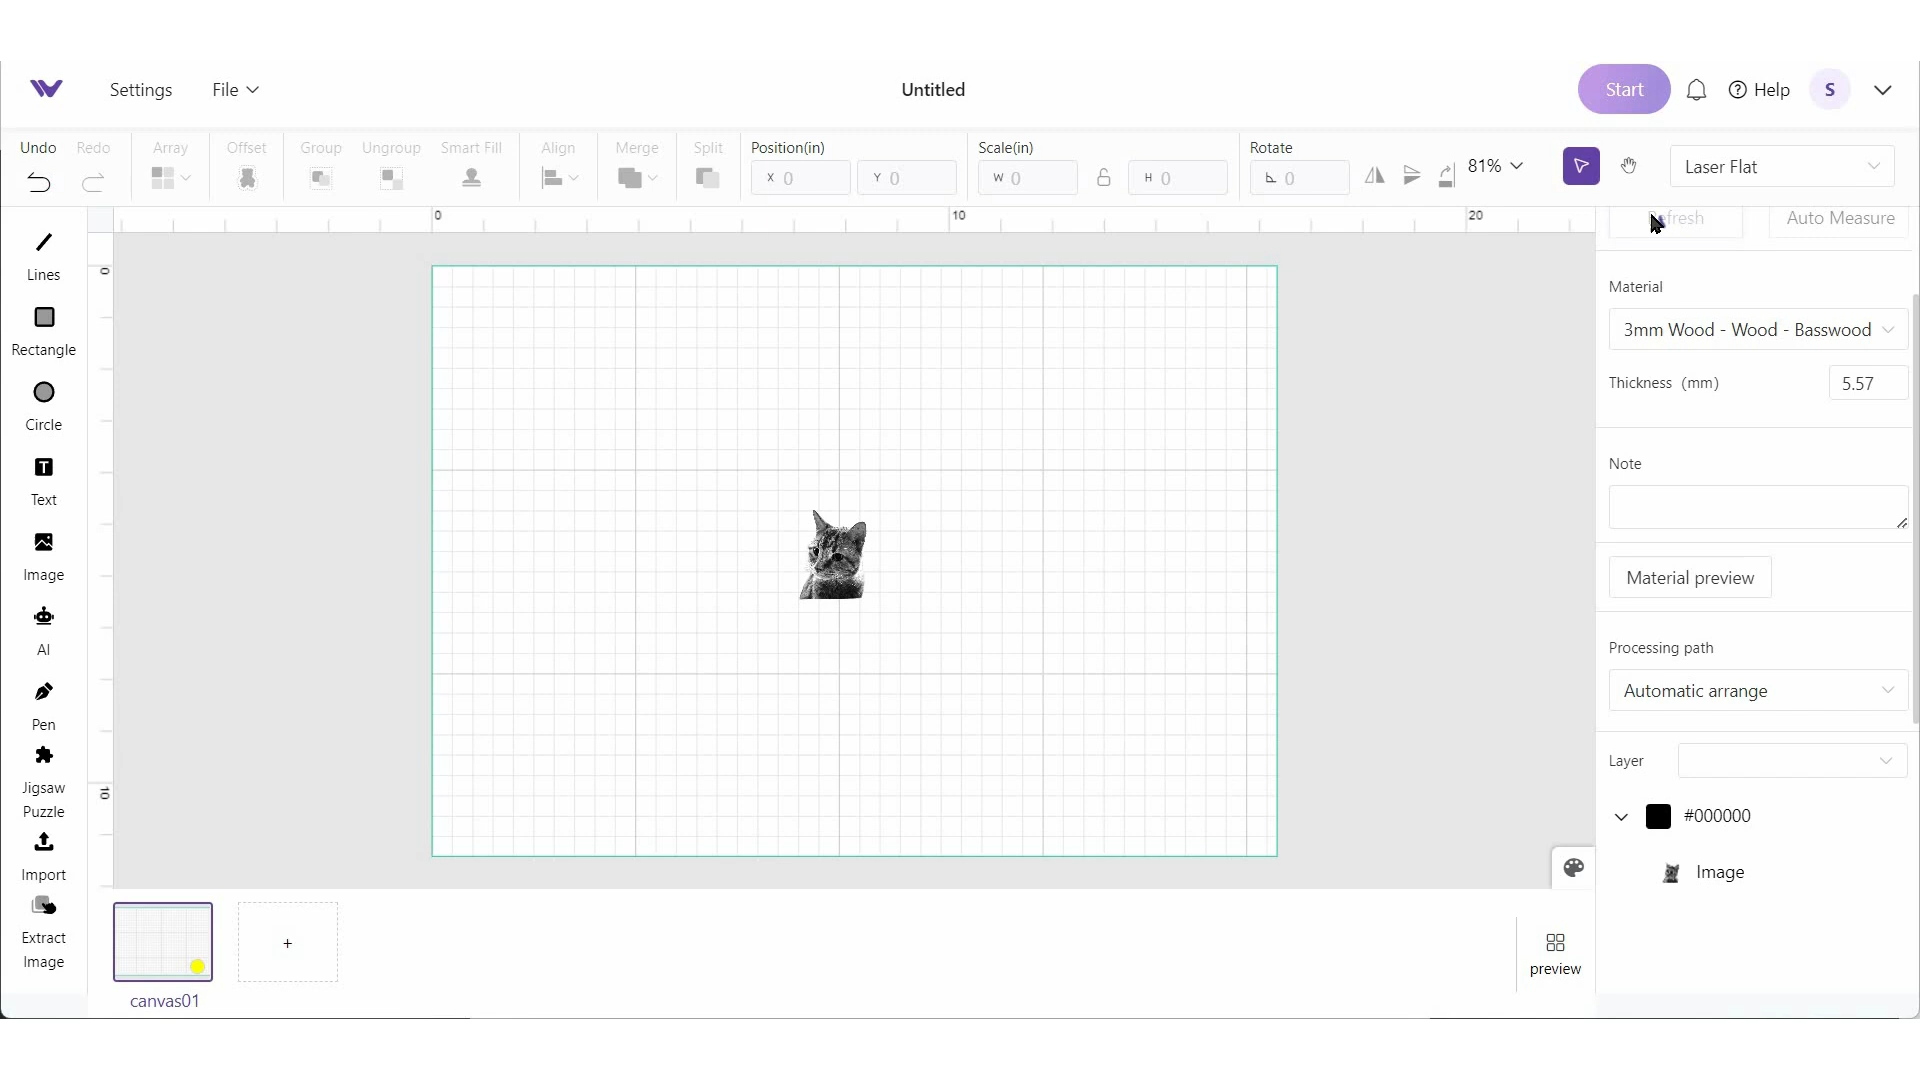 Settings
File
Untitled
Start
Help
S
Undo
Redo
Array
Offset
Group
Ungroup
Smart Fill
Align
Merge
Split
Position(in)
X 0
Y 0
Scale(in)
W 0
H 0
Rotate
0
81%
Laser Flat
0
10
20
0
10
Lines
Rectangle
Circle
T
Text
Image
AI
Pen
Jigsaw
Puzzle
Import
Extract
Image
Auto Measure
Material
3mm Wood - Wood - Basswood
Thickness (mm)
5.57
Note
Material preview
Processing path
Automatic arrange
Layer
#000000
Image
+
canvas01
preview